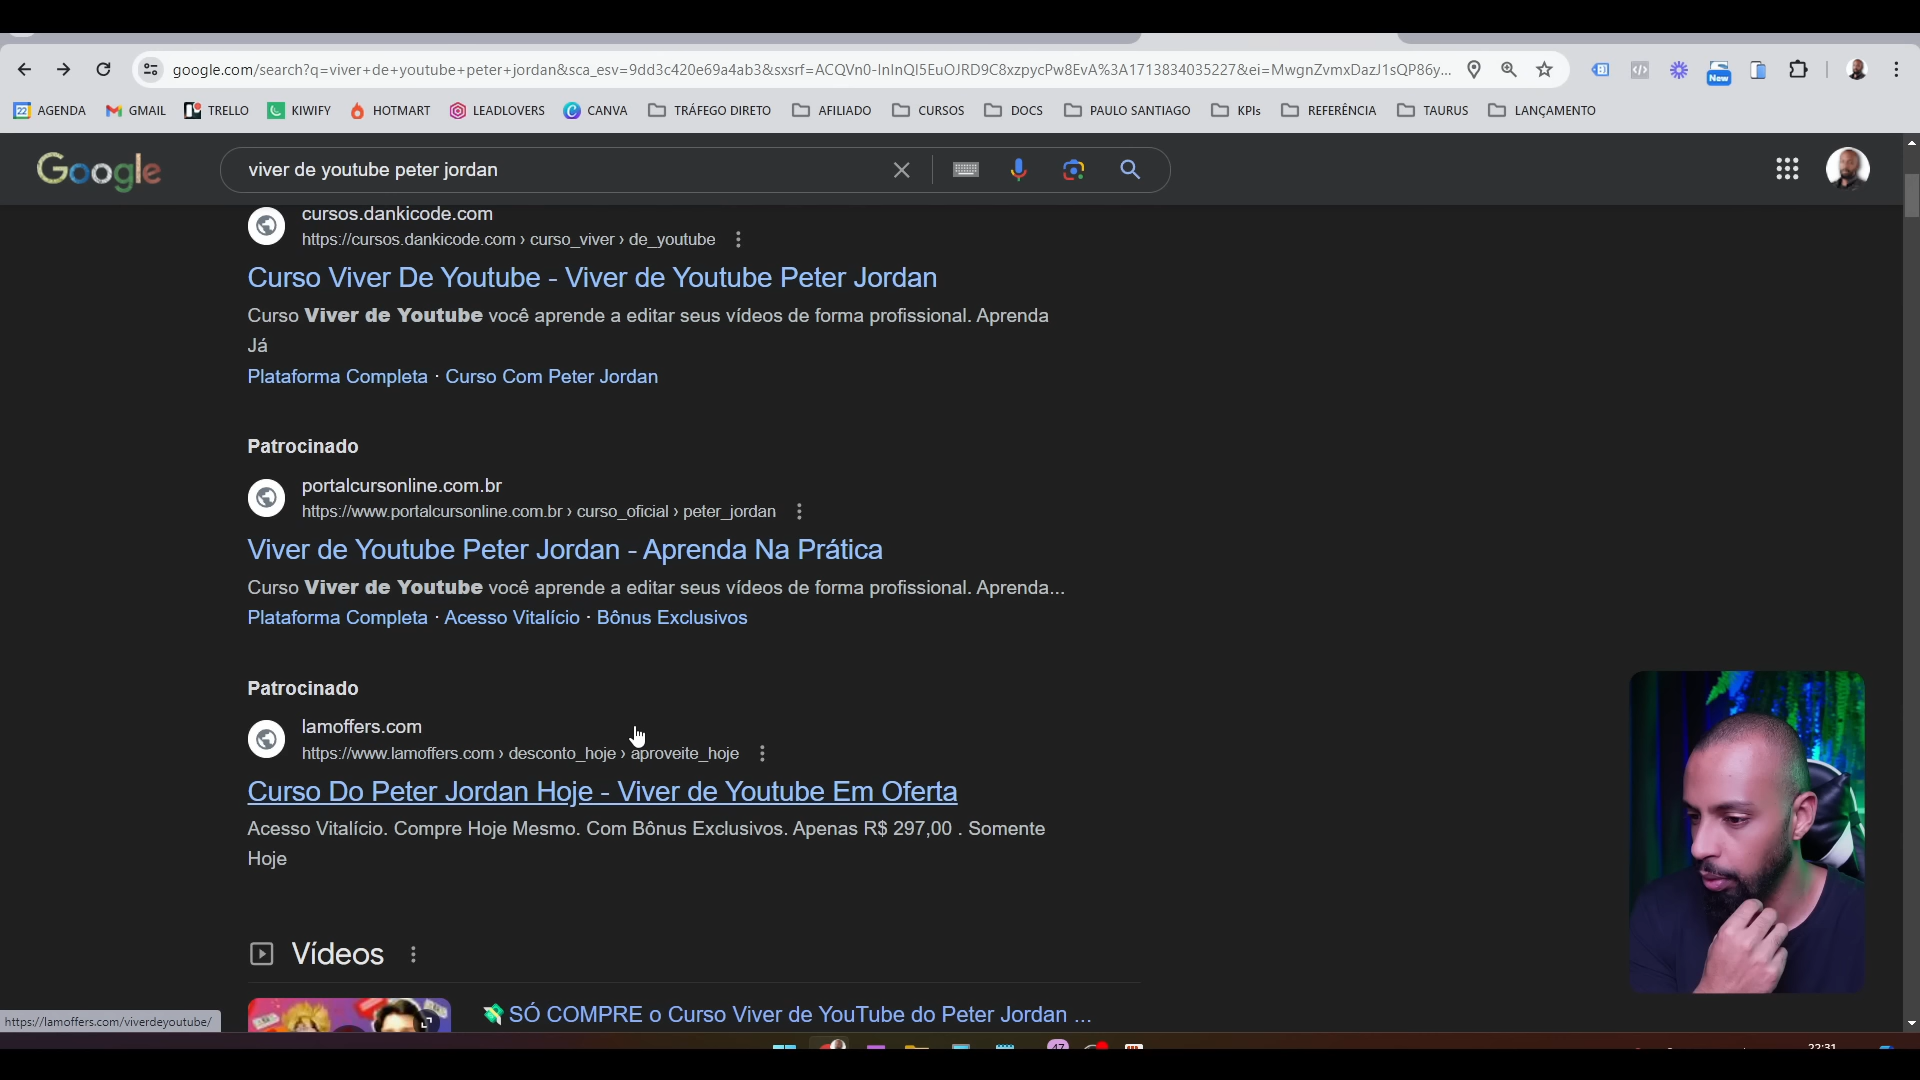 google.com/search?q=viver+de+youtube+peter+jordan&sca_esv=9dd3c420e69a4ab3&sxsrf=ACQVn0-InInQl5EuOJRD9C8xzpycPw8EvA%3A1713834035227&ei=MwgnZvmxDazJ1sQP86y...
New
22 AGENDA GMAIL TRELLO KIWIFY HOTMART LEADLOVERS CANVA TRÁFEGO DIRETO AFILIADO CURSOS DOCS PAULO SANTIAGO KPIs REFERÊNCIA TAURUS LANÇAMENTO
Google viver de youtube peter jordan
cursos.dankicode.com
https://cursos.dankicode.com › curso_viver › de_youtube
Curso Viver De Youtube - Viver de Youtube Peter Jordan
Curso Viver de Youtube você aprende a editar seus vídeos de forma profissional. Aprenda
Já
Plataforma Completa · Curso Com Peter Jordan
Patrocinado
portalcursonline.com.br
https://www.portalcursonline.com.br › curso_oficial › peter_jordan
Viver de Youtube Peter Jordan - Aprenda Na Prática
Curso Viver de Youtube você aprende a editar seus vídeos de forma profissional. Aprenda...
Plataforma Completa · Acesso Vitalício · Bônus Exclusivos
Patrocinado
lamoffers.com
https://www.lamoffers.com › desconto_hoje › aproveite_hoje
Curso Do Peter Jordan Hoje - Viver de Youtube Em Oferta
Acesso Vitalício. Compre Hoje Mesmo. Com Bônus Exclusivos. Apenas R$ 297,00 . Somente
Hoje
Vídeos
SÓ COMPRE o Curso Viver de YouTube do Peter Jordan ...
https://lamoffers.com/viverdeyoutube/
47
22:31